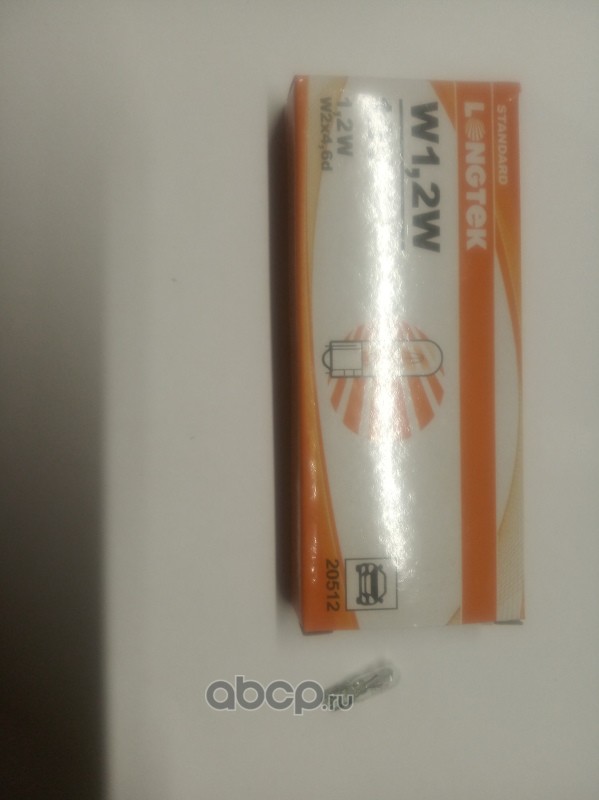 STANDARD
LONGTEK
W1,2W
1,2W
W2x4,6d
20512
abcp.ru